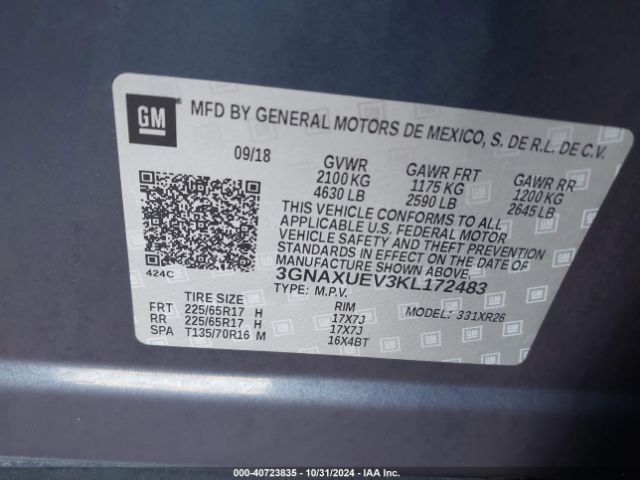 GM
MFD BY GENERAL MOTORS DE MEXICO, S. DE R.L. DE C.V.
09/18 GVWR GAWR FRT GAWR RR
2100 KG 1175 KG 1200 KG
4630 LB 2590 LB 2645 LB
THIS VEHICLE CONFORMS TO ALL
APPLICABLE U.S. FEDERAL MOTOR
VEHICLE SAFETY AND THEFT PREVENTION
STANDARDS IN EFFECT ON THE DATE OF
MANUFACTURE SHOWN ABOVE.
424C
3GNAXUEV3KL172483
TYPE: M.P.V. MODEL: 331XR26
TIRE SIZE RIM
FRT 225/65R17 H 17X7J
RR 225/65R17 H 17X7J
SPA T135/70R16 M 16X4BT
000-40723835 - 10/31/2024 - www.iaai.com